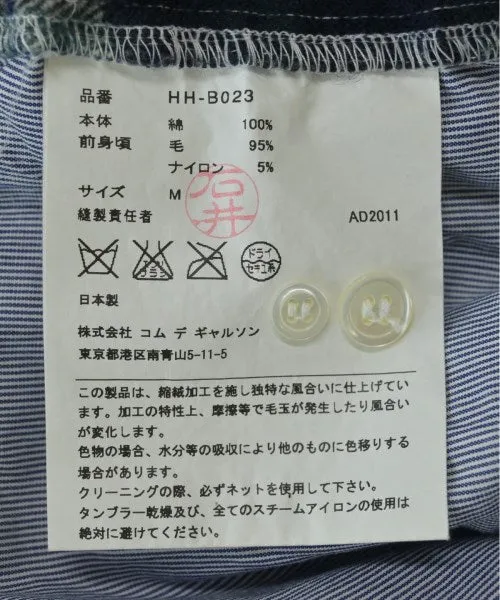 品番 HH-B023
本体 綿 100%
前身頃 毛 95%
ナイロン 5%
サイズ M
石井
縫製責任者 AD2011
ドライ
セキユ系
日本製
株式会社 コム デ ギャルソン
東京都港区南青山5-11-5
この製品は、縮絨加工を施し独特な風合いに仕上げてい
ます。加工の特性上、摩擦等で毛玉が発生したり風合い
が変化します。
色物の場合、水分等の吸収により他のものに色移りする
場合があります。
クリーニングの際、必ずネットを使用して下さい。
タンブラー乾燥及び、全てのスチームアイロンの使用は
絶対に避けてください。